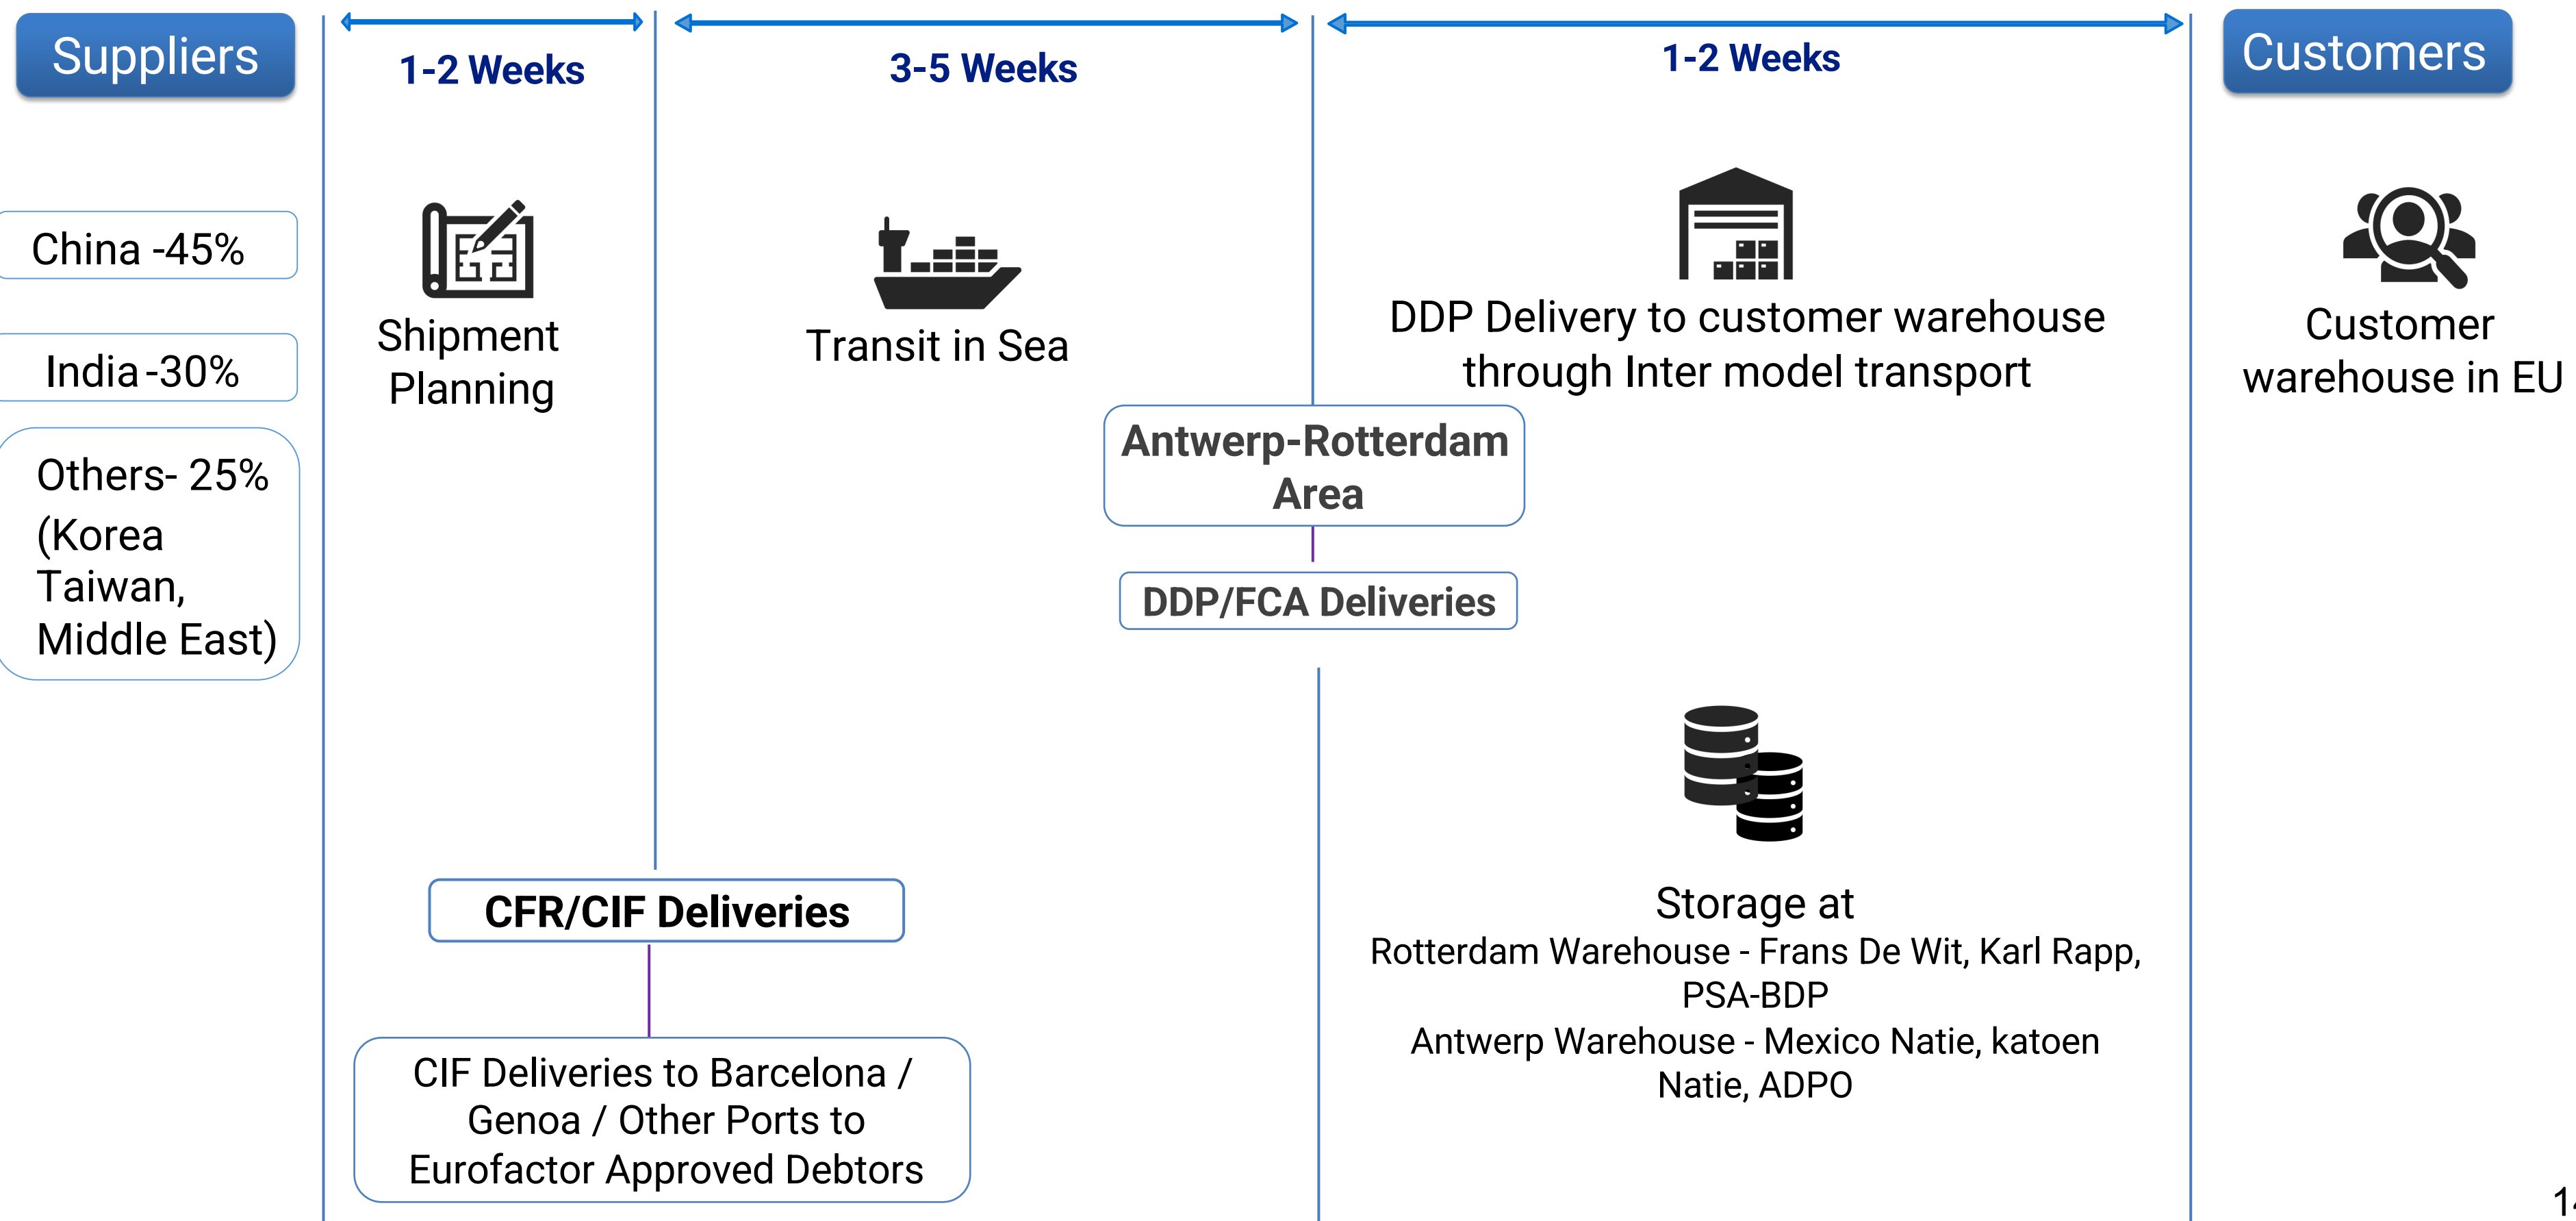 Suppliers
1-2 Weeks
3-5 Weeks
1-2 Weeks
Customers
China -45%
India -30%
Others- 25%
(Korea
Taiwan,
Middle East)
Shipment
Planning
Transit in Sea
DDP Delivery to customer warehouse
through Inter model transport
Customer
warehouse in EU
Antwerp-Rotterdam
Area
DDP/FCA Deliveries
CFR/CIF Deliveries
CIF Deliveries to Barcelona /
Genoa / Other Ports to
Eurofactor Approved Debtors
Storage at
Rotterdam Warehouse - Frans De Wit, Karl Rapp,
PSA-BDP
Antwerp Warehouse - Mexico Natie, katoen
Natie, ADPO